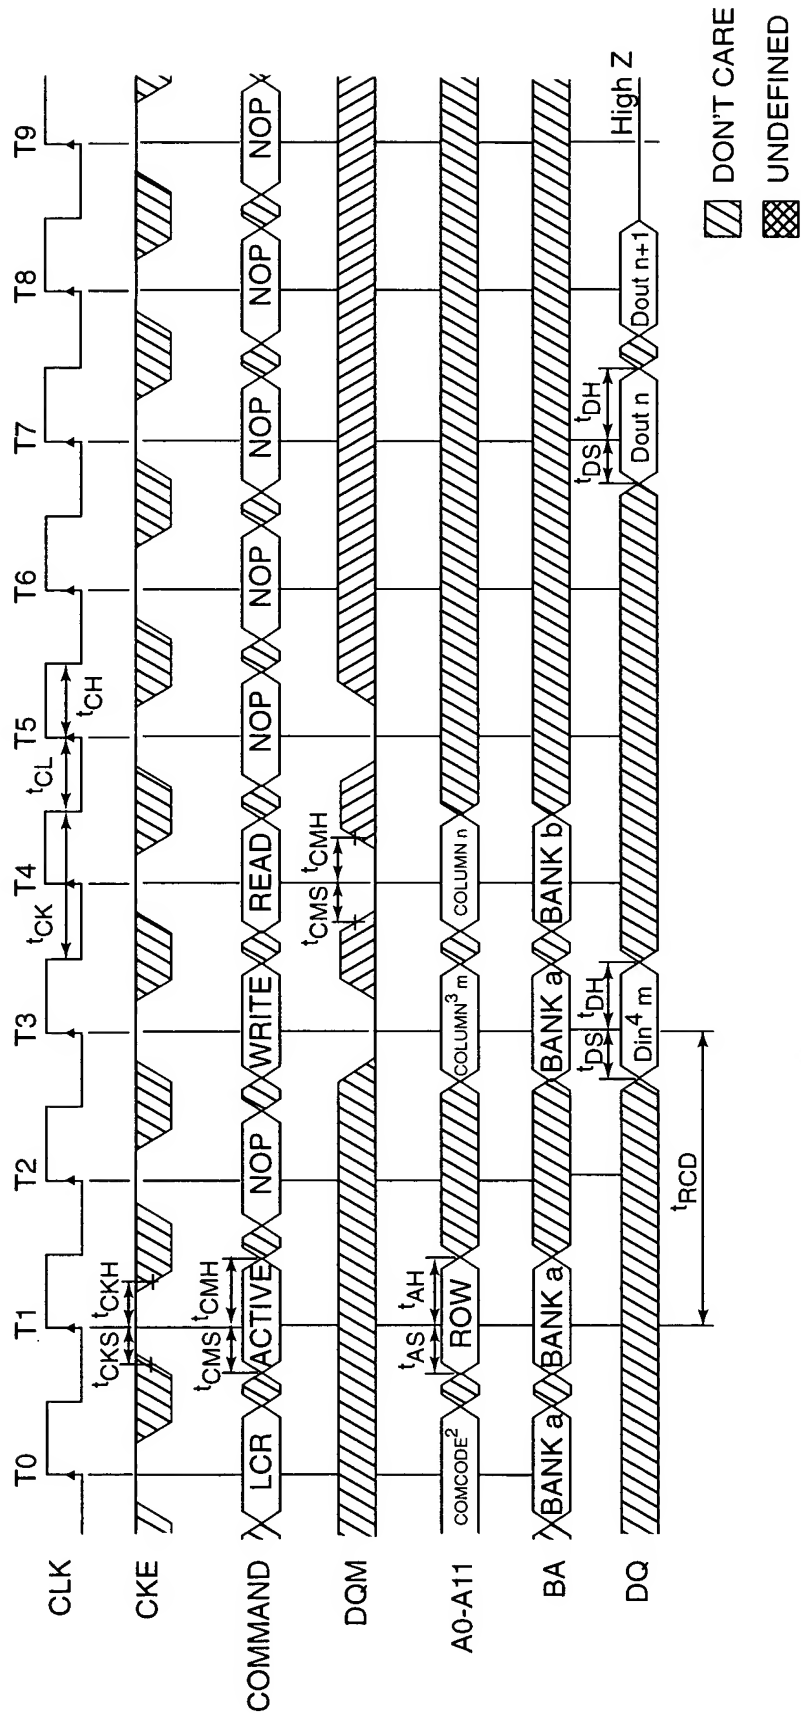 T0 T1 T2 T3 T4 T5 T6 T7 T8 T9
CLK
tCK tCL tCH
CKE
tCKS tCKH
COMMAND
LCR ACTIVE NOP WRITE READ NOP NOP NOP NOP NOP
tCMS tCMH
DQM
tCMS tCMH
A0-A11
COMCODE² ROW COLUMN³ m COLUMN n
tAS tAH
BA
BANK a BANK a BANK a BANK b
DQ
Din⁴ m Dout n Dout n+1 High Z
tDS tDH tDS tDH
tRCD
DON'T CARE
UNDEFINED